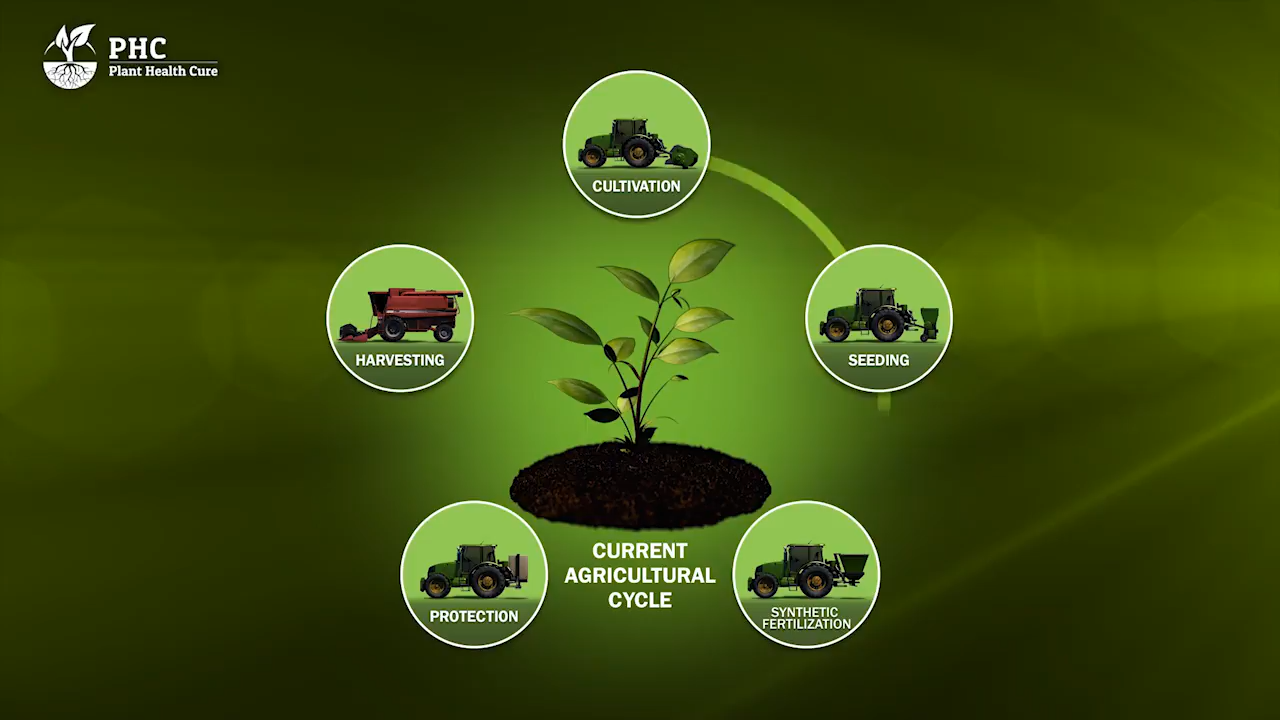 PHC
Plant Health Cure
CULTIVATION
HARVESTING
SEEDING
PROTECTION
CURRENT
AGRICULTURAL
CYCLE
SYNTHETIC
FERTILIZATION